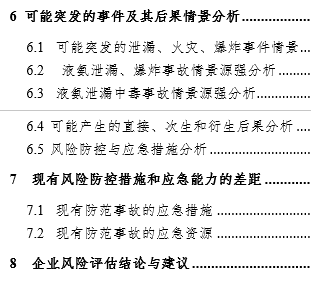 6 可能突发的事件及其后果情景分析..................
6.1 可能突发的泄漏、火灾、爆炸事件情景...
6.2 液氨泄漏、爆炸事故情景源强分析.........
6.3 液氨泄漏中毒事故情景源强分析.............
6.4 可能产生的直接、次生和衍生后果分析 ....
6.5 风险防控与应急措施分析.......................
7 现有风险防控措施和应急能力的差距 ............
7.1 现有防范事故的应急措施 .....................
7.2 现有防范事故的应急资源 .....................
8 企业风险评估结论与建议...........................